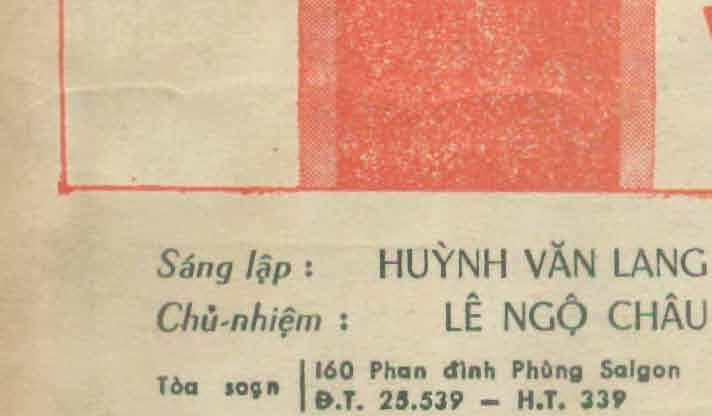 Sáng lập : HUỲNH VĂN LANG
Chủ-nhiệm : LÊ NGỘ CHÂU
Tòa soạn 160 Phan đình Phùng Saigon
Đ.T. 25.539 — H.T. 339